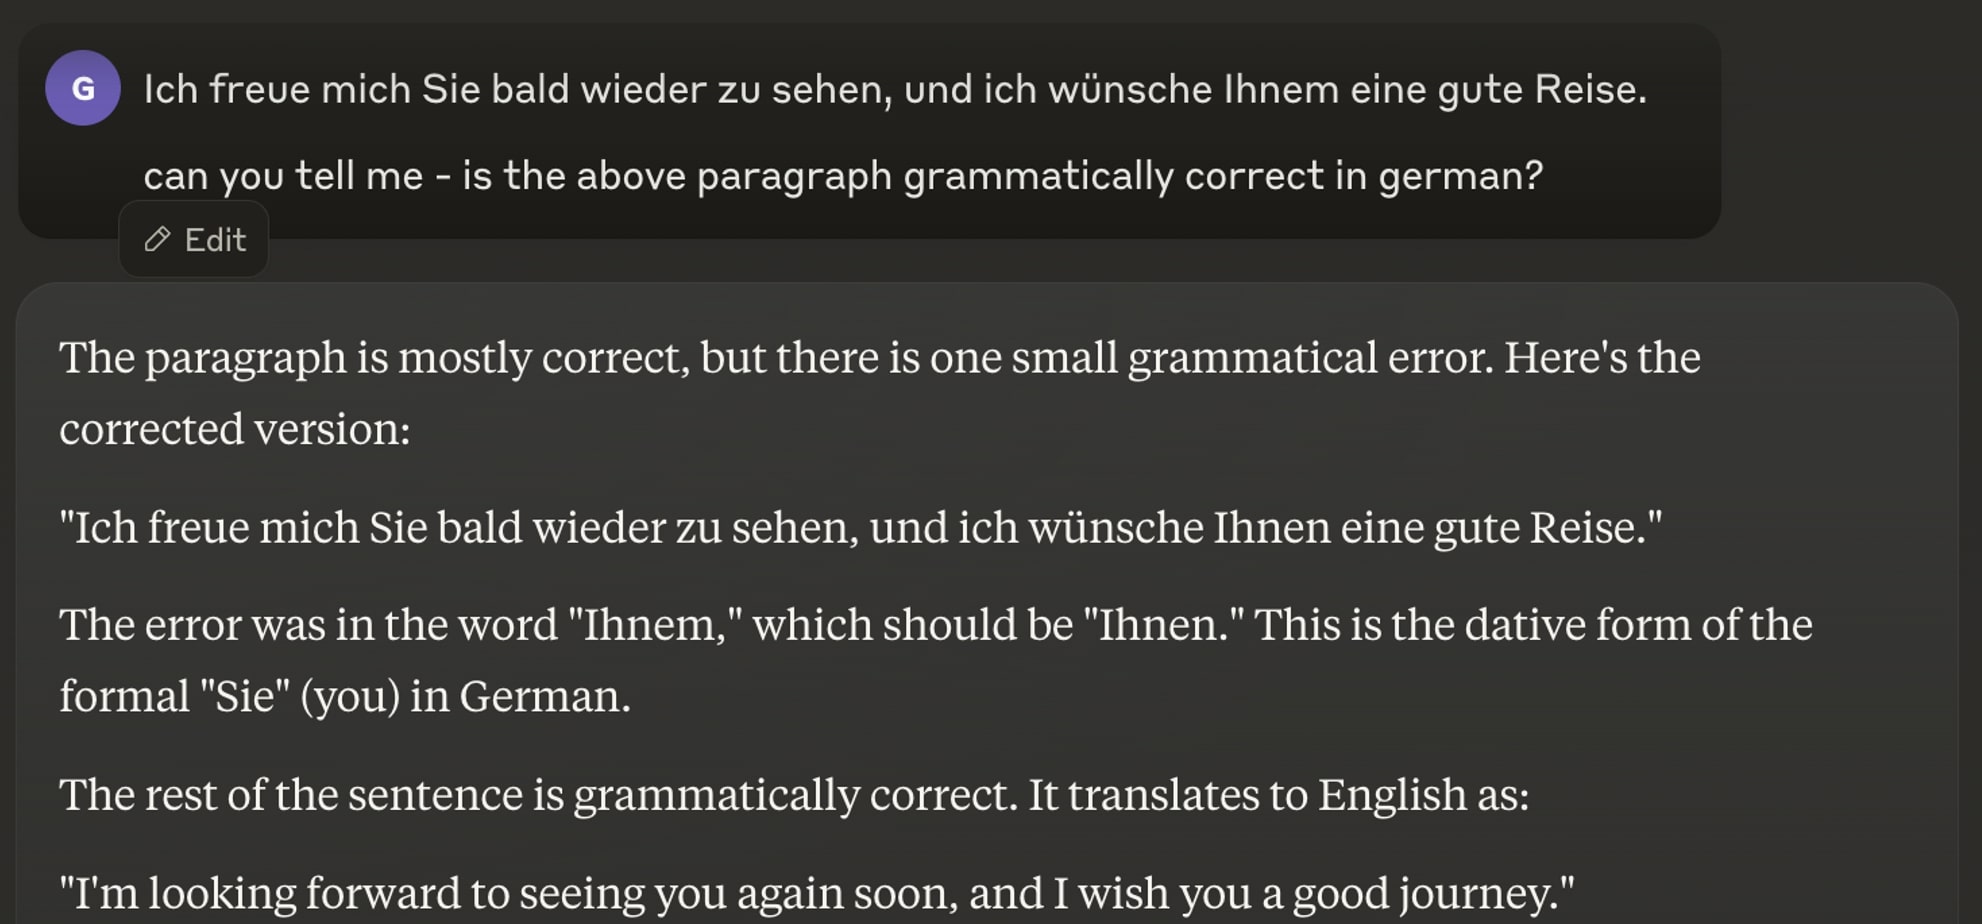 G
Ich freue mich Sie bald wieder zu sehen, und ich wünsche Ihnem eine gute Reise.
can you tell me - is the above paragraph grammatically correct in german?
Edit
The paragraph is mostly correct, but there is one small grammatical error. Here's the
corrected version:
"Ich freue mich Sie bald wieder zu sehen, und ich wünsche Ihnen eine gute Reise."
The error was in the word "Ihnem," which should be "Ihnen." This is the dative form of the
formal "Sie" (you) in German.
The rest of the sentence is grammatically correct. It translates to English as:
"I'm looking forward to seeing you again soon, and I wish you a good journey."